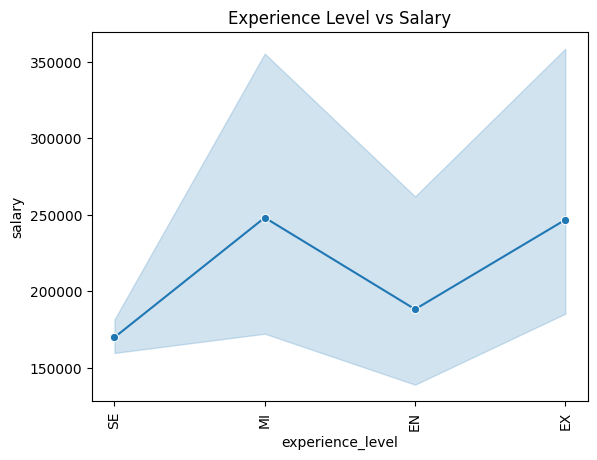 Experience Level vs Salary
350000
300000
250000
200000
150000
salary
SE
MI
EN
EX
experience_level